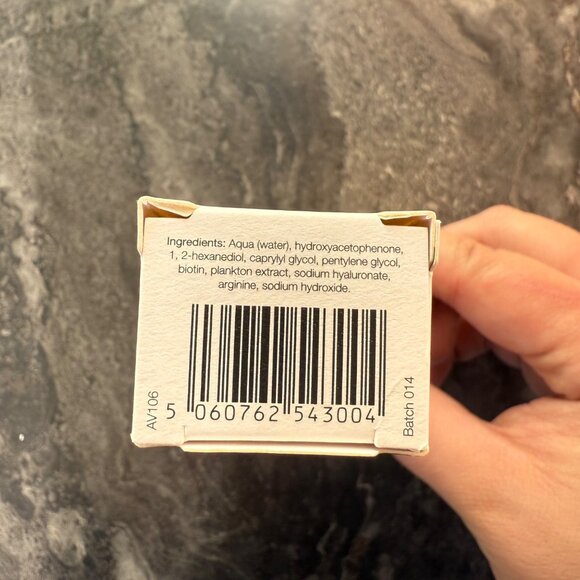 Ingredients: Aqua (water), hydroxyacetophenone,
1, 2-hexanediol, caprylyl glycol, pentylene glycol,
biotin, plankton extract, sodium hyaluronate,
arginine, sodium hydroxide.
AV106
5 060762 543004
Batch 014